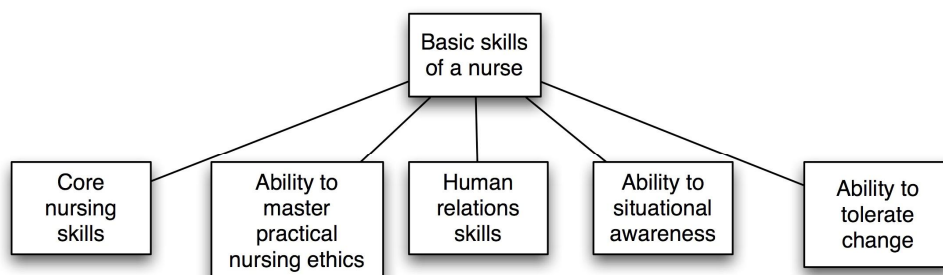 Basic skills
of a nurse
Core
nursing
skills
Ability to
master
practical
nursing ethics
Human
relations
skills
Ability to
situational
awareness
Ability to
tolerate
change